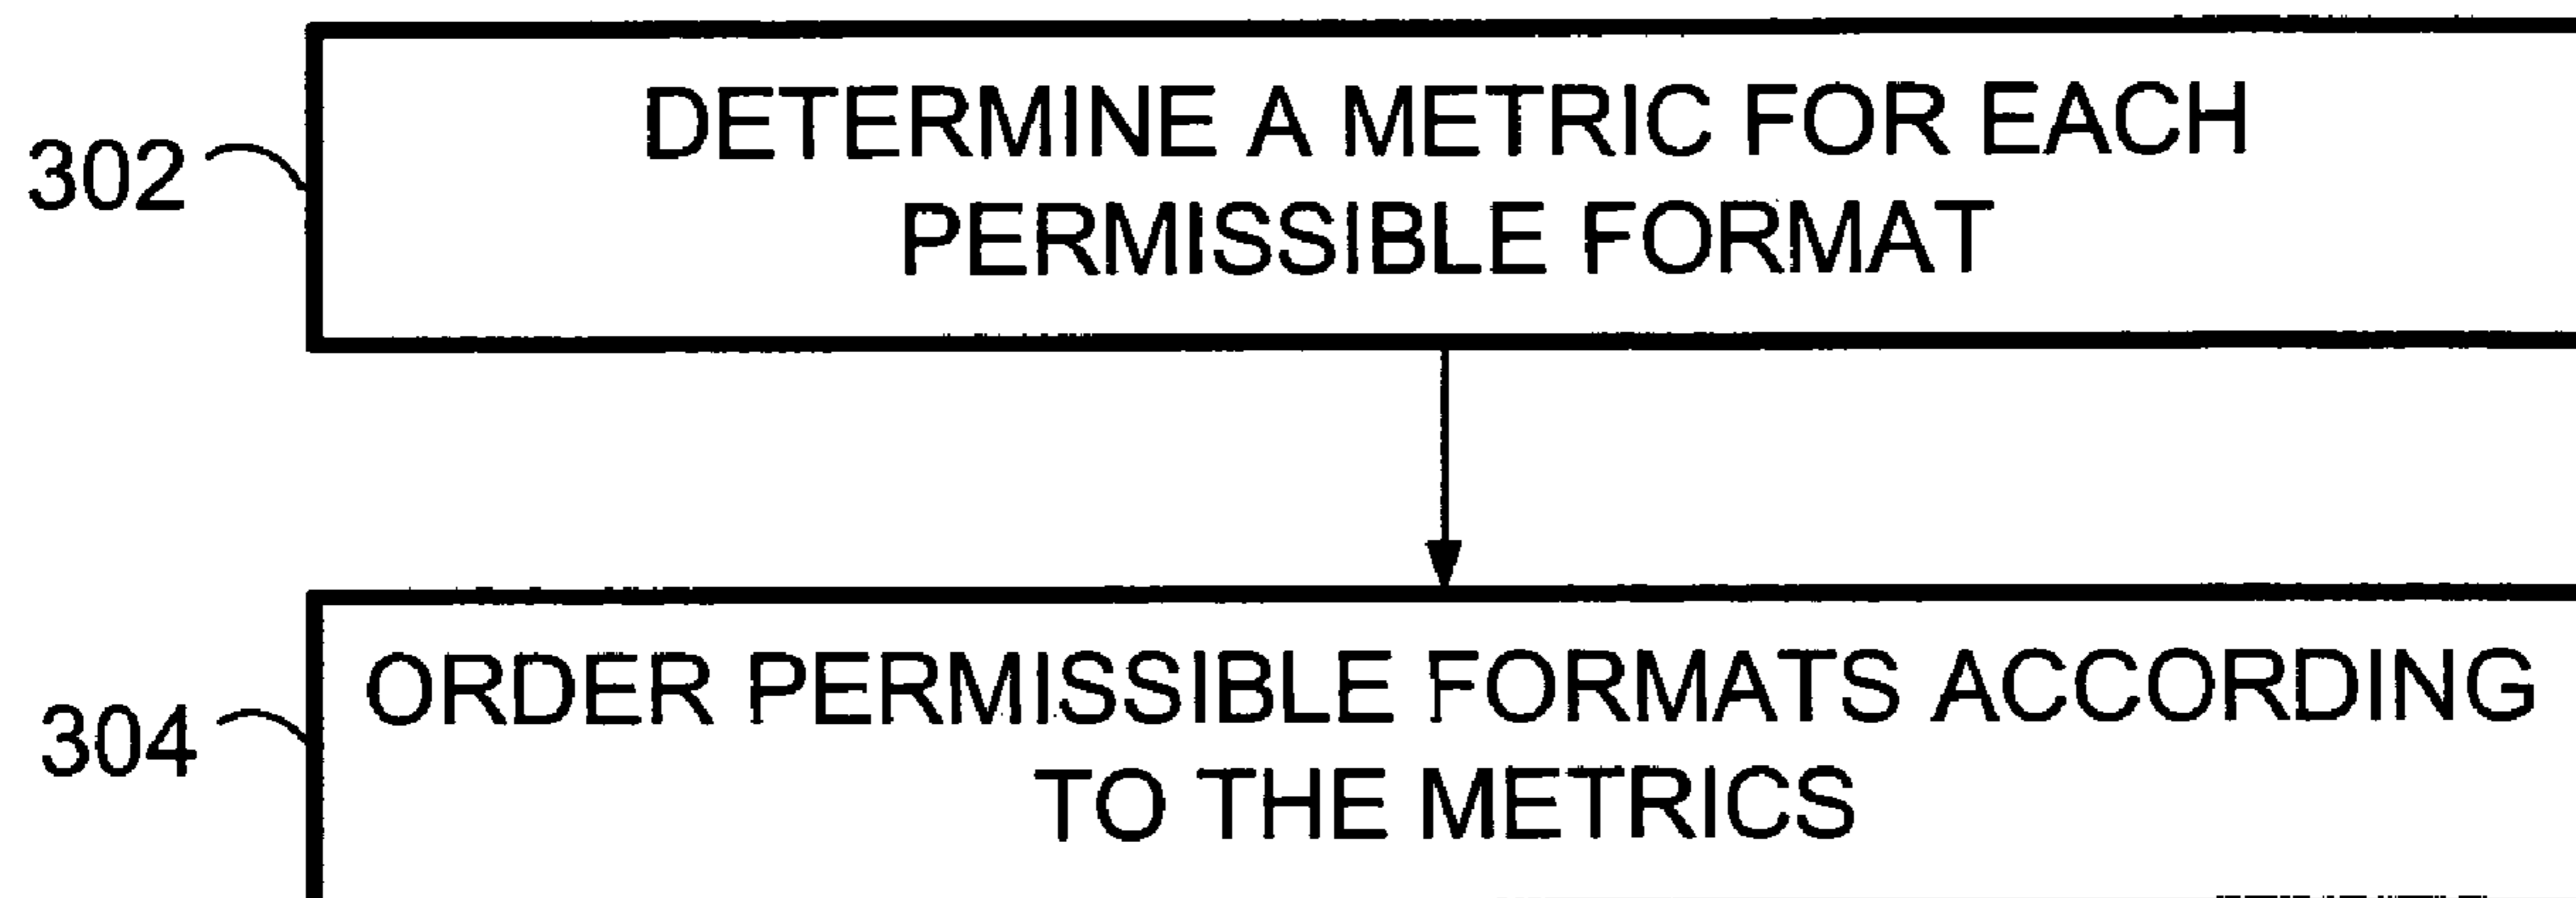 302
DETERMINE A METRIC FOR EACH
PERMISSIBLE FORMAT
304
ORDER PERMISSIBLE FORMATS ACCORDING
TO THE METRICS